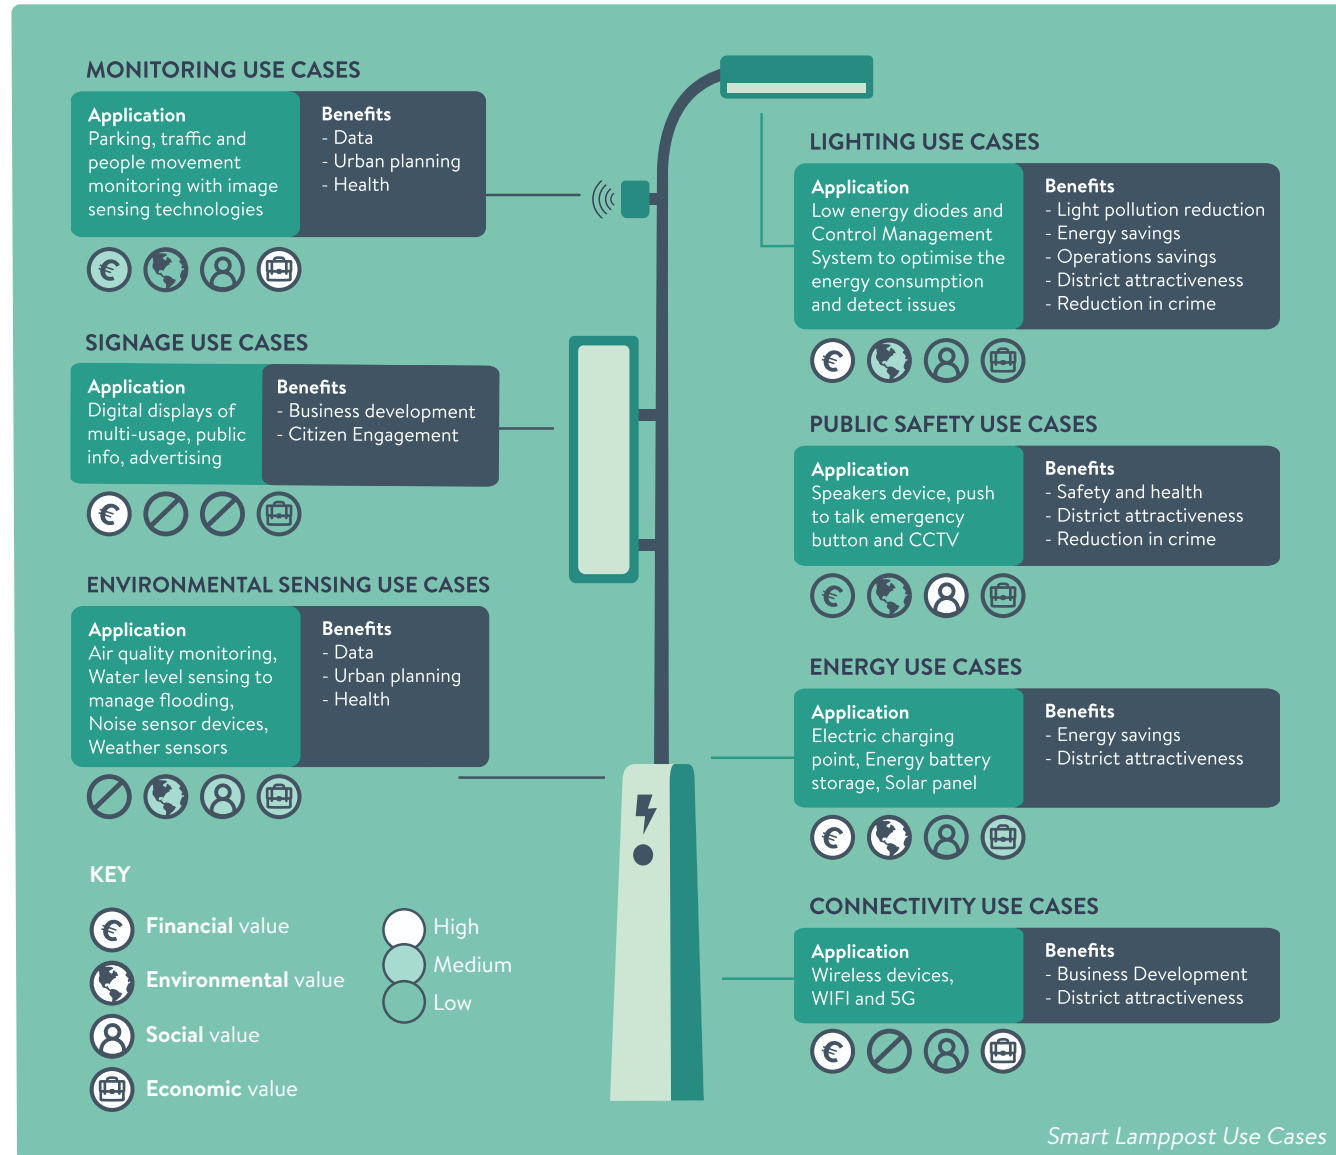 MONITORING USE CASES
Application
Parking, traffic and
people movement
monitoring with image
sensing technologies
Benefits
- Data
- Urban planning
- Health
€
SIGNAGE USE CASES
Application
Digital displays of
multi-usage, public
info, advertising
Benefits
- Business development
- Citizen Engagement
€
ENVIRONMENTAL SENSING USE CASES
Application
Air quality monitoring,
Water level sensing to
manage flooding,
Noise sensor devices,
Weather sensors
Benefits
- Data
- Urban planning
- Health
KEY
€ Financial value
Environmental value
Social value
Economic value
High
Medium
Low
LIGHTING USE CASES
Application
Low energy diodes and
Control Management
System to optimise the
energy consumption
and detect issues
Benefits
- Light pollution reduction
- Energy savings
- Operations savings
- District attractiveness
- Reduction in crime
€
PUBLIC SAFETY USE CASES
Application
Speakers device, push
to talk emergency
button and CCTV
Benefits
- Safety and health
- District attractiveness
- Reduction in crime
€
ENERGY USE CASES
Application
Electric charging
point, Energy battery
storage, Solar panel
Benefits
- Energy savings
- District attractiveness
€
CONNECTIVITY USE CASES
Application
Wireless devices,
WIFI and 5G
Benefits
- Business Development
- District attractiveness
€
Smart Lamppost Use Cases